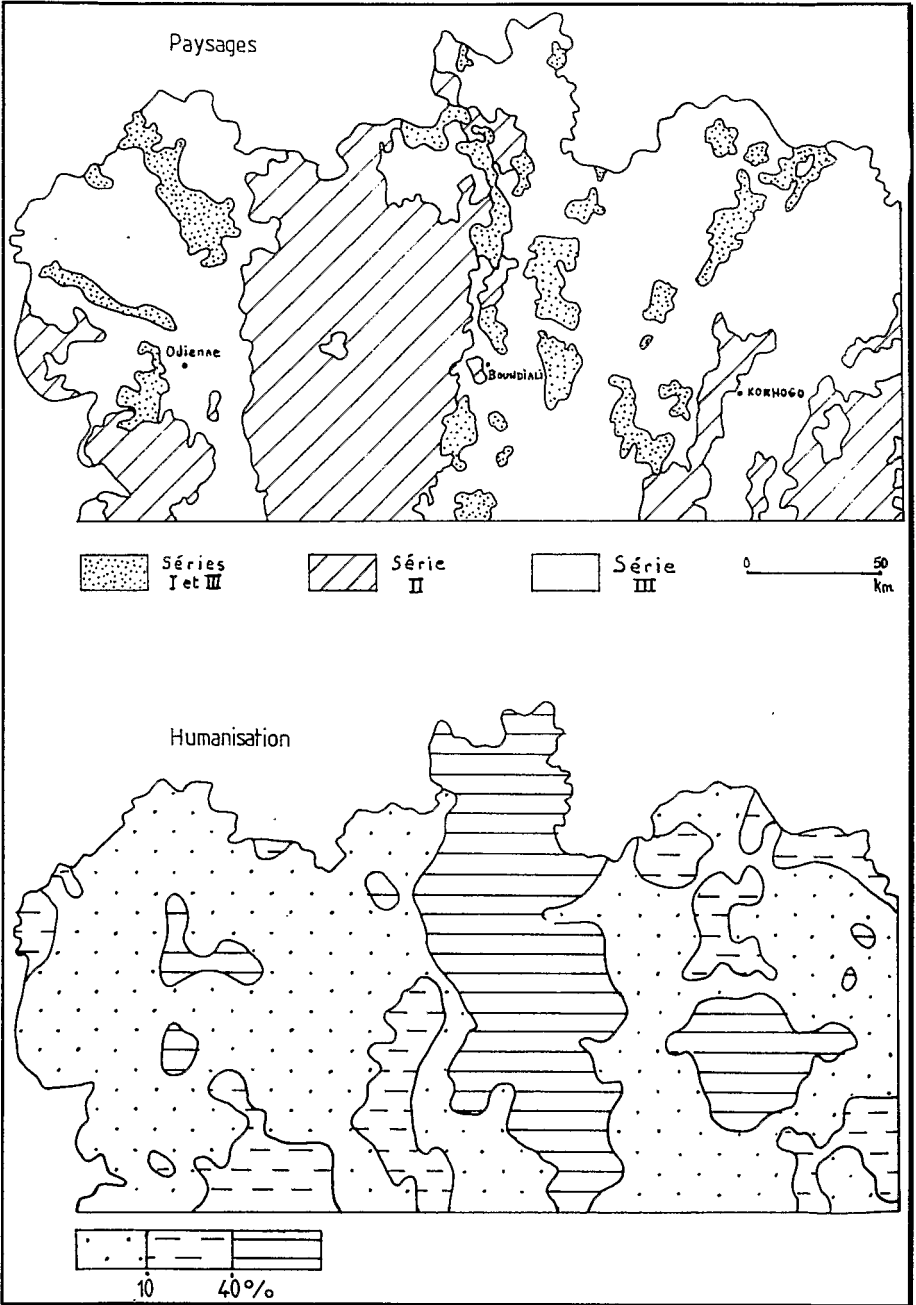 Paysages
Odienne
BOUNDIALI
KORHOGO
Séries
I et III
Série
II
Série
III
0 50
km
Humanisation
10 40%